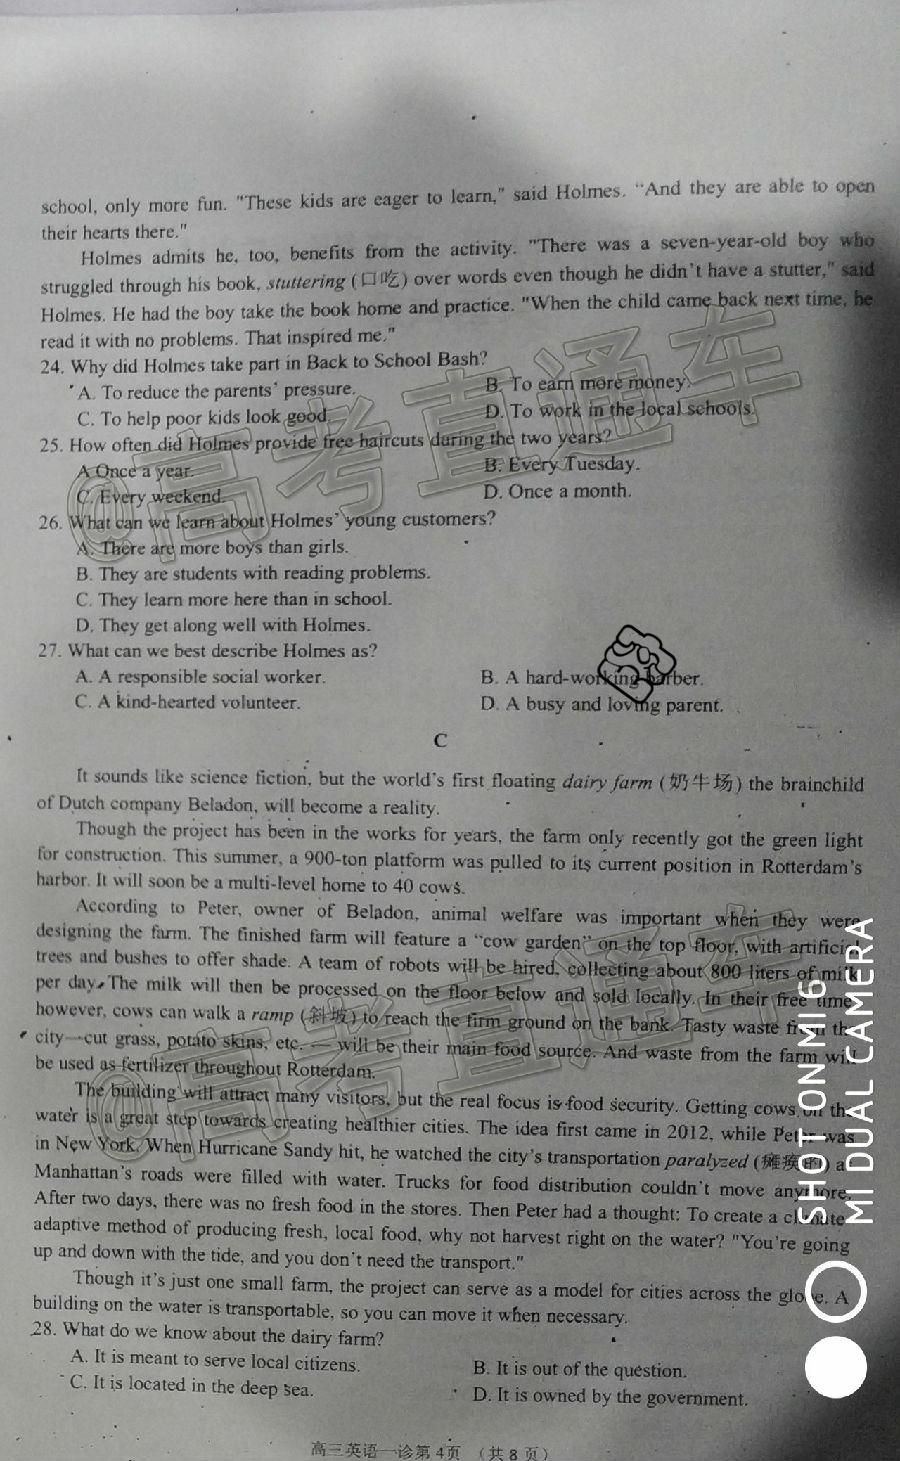 school, only more fun. "These kids are eager to learn," said Holmes. "And they are able to open
their hearts there."
Holmes admits he, too, benefits from the activity. "There was a seven-year-old boy who
struggled through his book, stuttering (口吃) over words even though he didn't have a stutter," said
Holmes. He had the boy take the book home and practice. "When the child came back next time, he
read it with no problems. That inspired me."
24. Why did Holmes take part in Back to School Bash?
A. To reduce the parents' pressure. B. To earn more money.
C. To help poor kids look good. D. To work in the local schools.
25. How often did Holmes provide free haircuts during the two years?
A Once a year. B. Every Tuesday.
C. Every weekend. D. Once a month.
26. What can we learn about Holmes' young customers?
A. There are more boys than girls.
B. They are students with reading problems.
C. They learn more here than in school.
D. They get along well with Holmes.
27. What can we best describe Holmes as?
A. A responsible social worker. B. A hard-working barber.
C. A kind-hearted volunteer. D. A busy and loving parent.
C
It sounds like science fiction, but the world's first floating dairy farm (奶牛场) the brainchild
of Dutch company Beladon, will become a reality.
Though the project has been in the works for years, the farm only recently got the green light
for construction. This summer, a 900-ton platform was pulled to its current position in Rotterdam's
harbor. It will soon be a multi-level home to 40 cows.
According to Peter, owner of Beladon, animal welfare was important when they were
designing the farm. The finished farm will feature a "cow garden" on the top floor, with artificial
trees and bushes to offer shade. A team of robots will be hired, collecting about 800 liters of milk
per day. The milk will then be processed on the floor below and sold locally. In their free time,
however, cows can walk a ramp (斜坡) to reach the firm ground on the bank. Tasty waste from the
city—cut grass, potato skins, etc. — will be their main food source. And waste from the farm will
be used as fertilizer throughout Rotterdam.
The building will attract many visitors, but the real focus is food security. Getting cows on the
water is a great step towards creating healthier cities. The idea first came in 2012, while Peter was
in New York. When Hurricane Sandy hit, he watched the city's transportation paralyzed (瘫痪的) as
Manhattan's roads were filled with water. Trucks for food distribution couldn't move anymore.
After two days, there was no fresh food in the stores. Then Peter had a thought: To create a climate-
adaptive method of producing fresh, local food, why not harvest right on the water? "You're going
up and down with the tide, and you don't need the transport."
Though it's just one small farm, the project can serve as a model for cities across the globe. A
building on the water is transportable, so you can move it when necessary.
28. What do we know about the dairy farm?
A. It is meant to serve local citizens. B. It is out of the question.
C. It is located in the deep sea. D. It is owned by the government.
高三英语一诊第 4页 （共 8 页）
@高考直通车
@高考直通车
SHOT ON MI 6
MI DUAL CAMERA